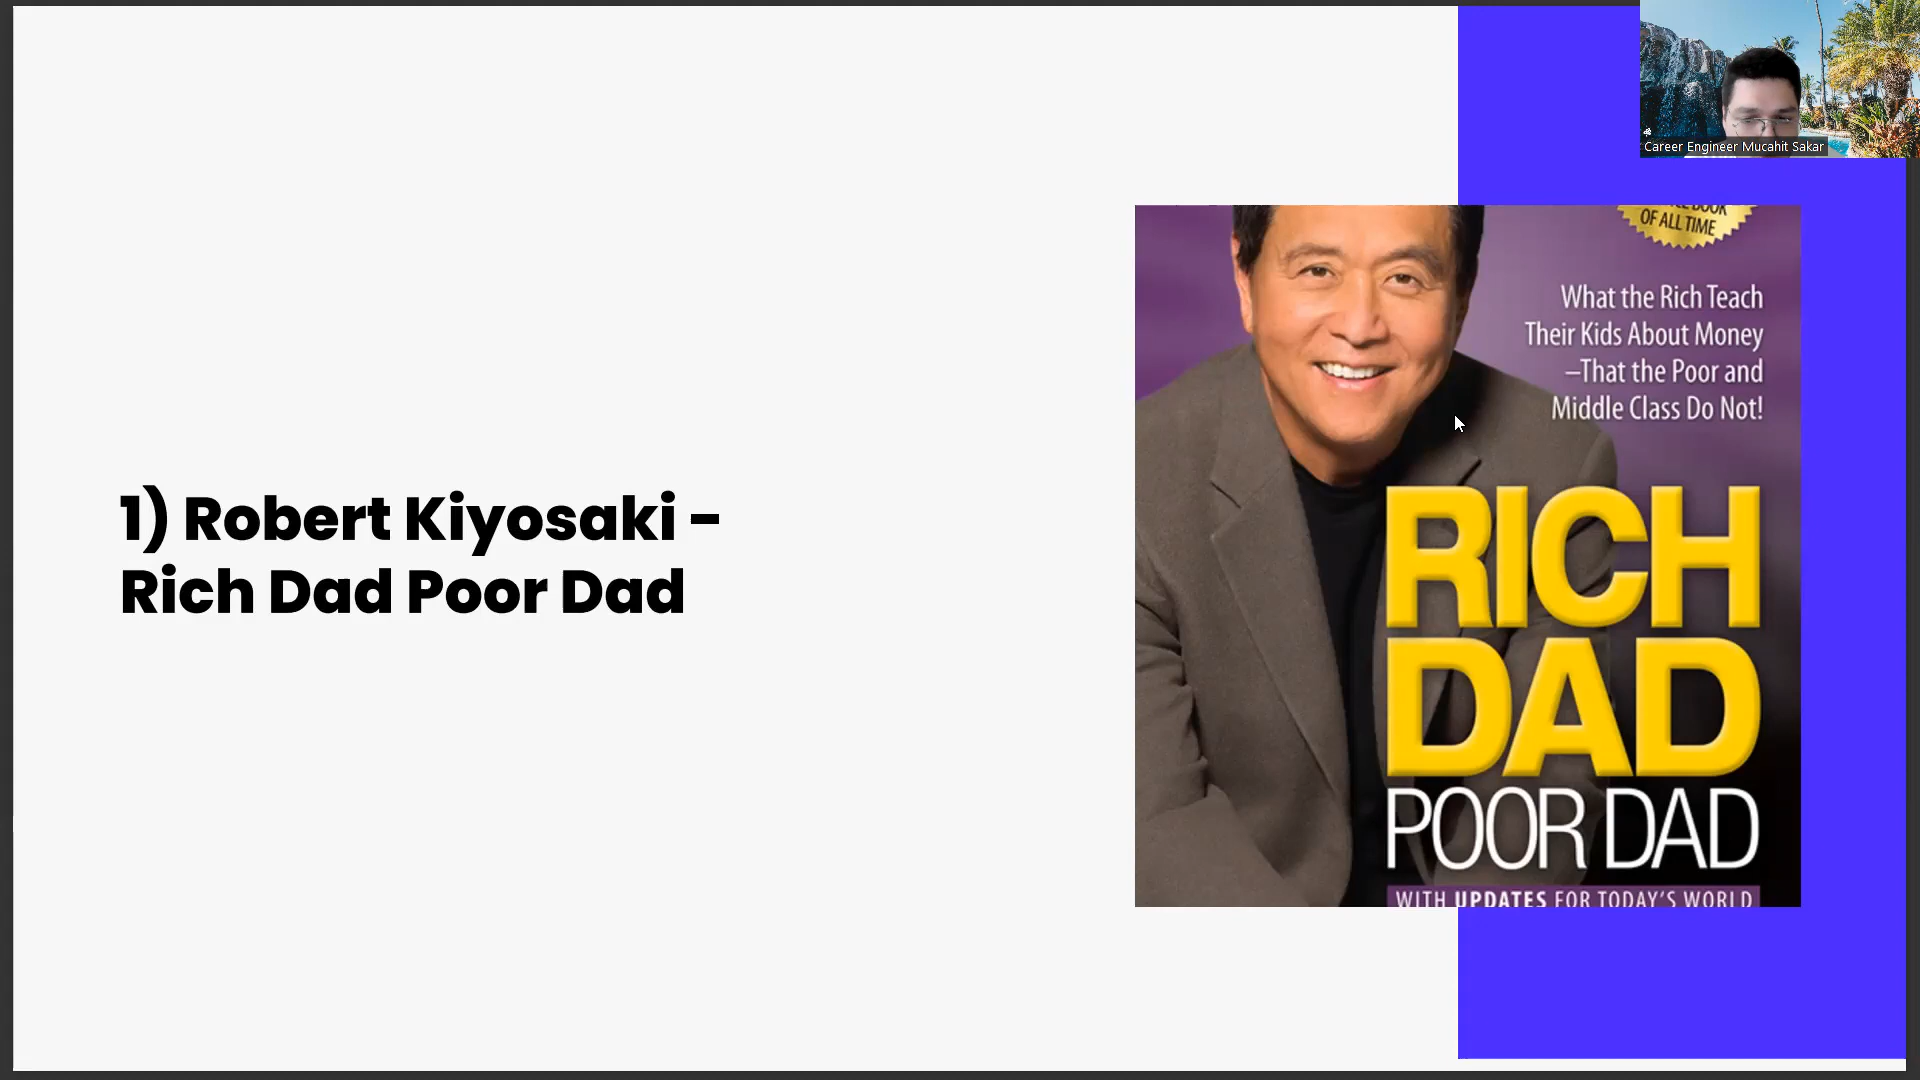 Career Engineer Mucahit Sakar
1) Robert Kiyosaki -
Rich Dad Poor Dad
BOOK
OF ALL TIME
What the Rich Teach
Their Kids About Money
–That the Poor and
Middle Class Do Not!
RICH
DAD
POOR DAD
WITH UPDATES FOR TODAY'S WORLD